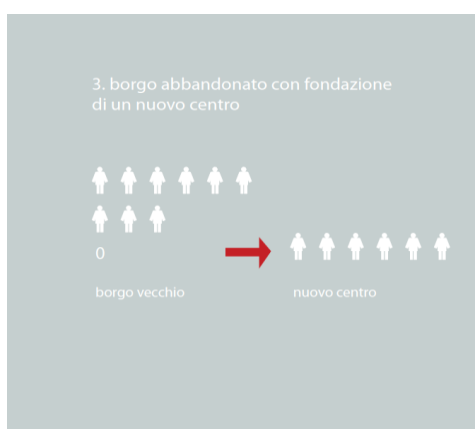 3. borgo abbandonato con fondazione
di un nuovo centro
0
borgo vecchio
nuovo centro